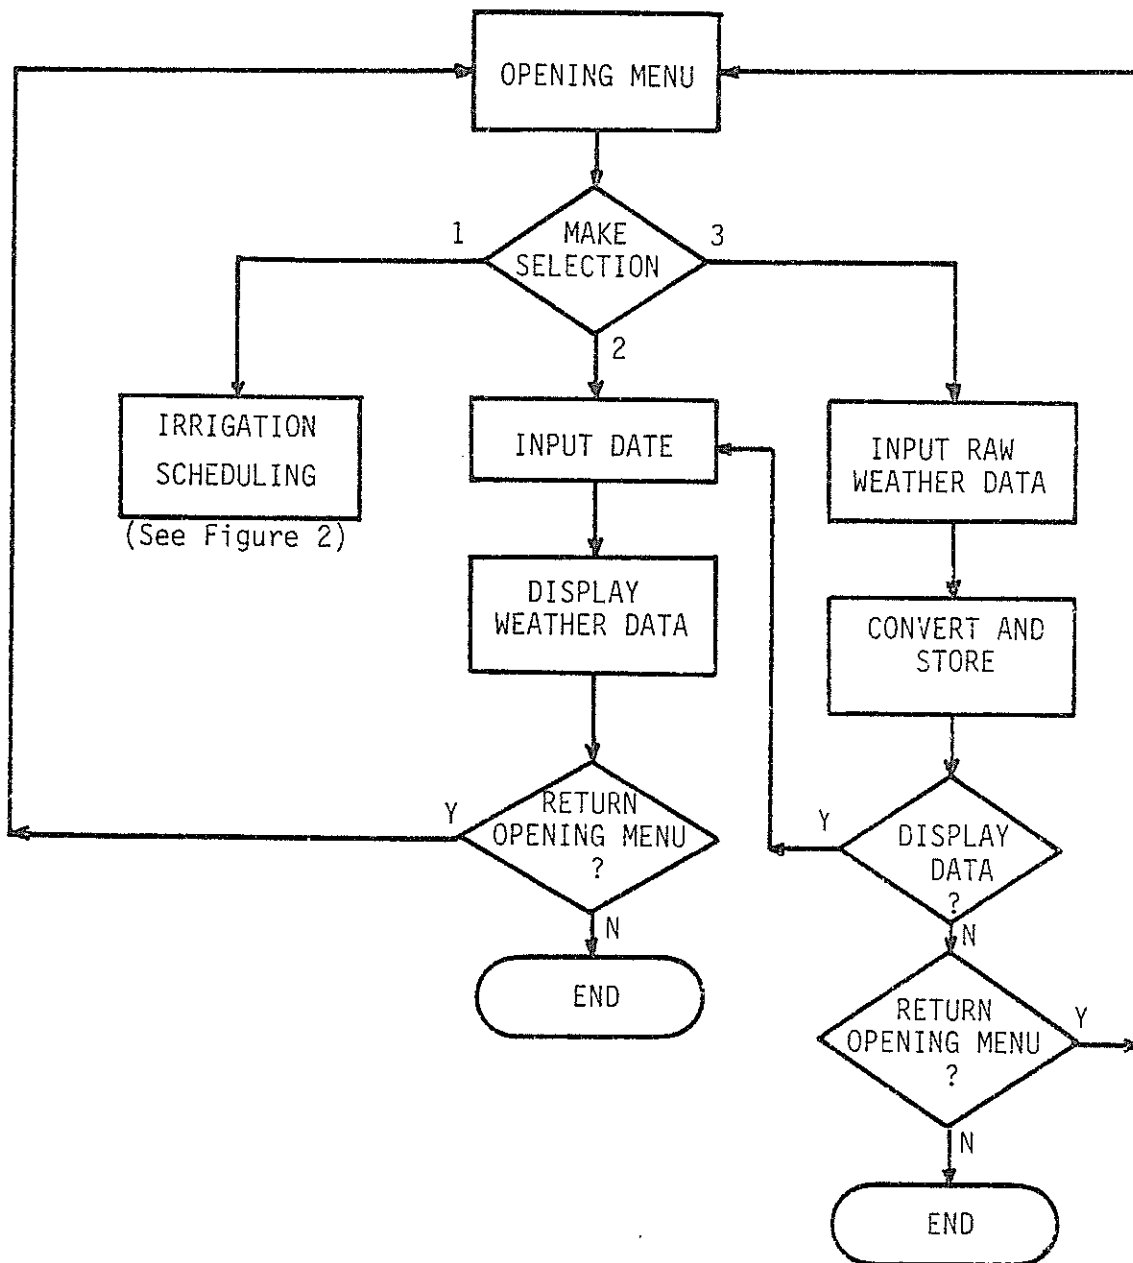 OPENING MENU
MAKE
SELECTION
1
3
2
IRRIGATION
SCHEDULING
(See Figure 2)
INPUT DATE
INPUT RAW
WEATHER DATA
DISPLAY
WEATHER DATA
CONVERT AND
STORE
Y
RETURN
OPENING MENU
?
N
END
Y
DISPLAY
DATA
?
N
RETURN
OPENING MENU
?
Y
N
END